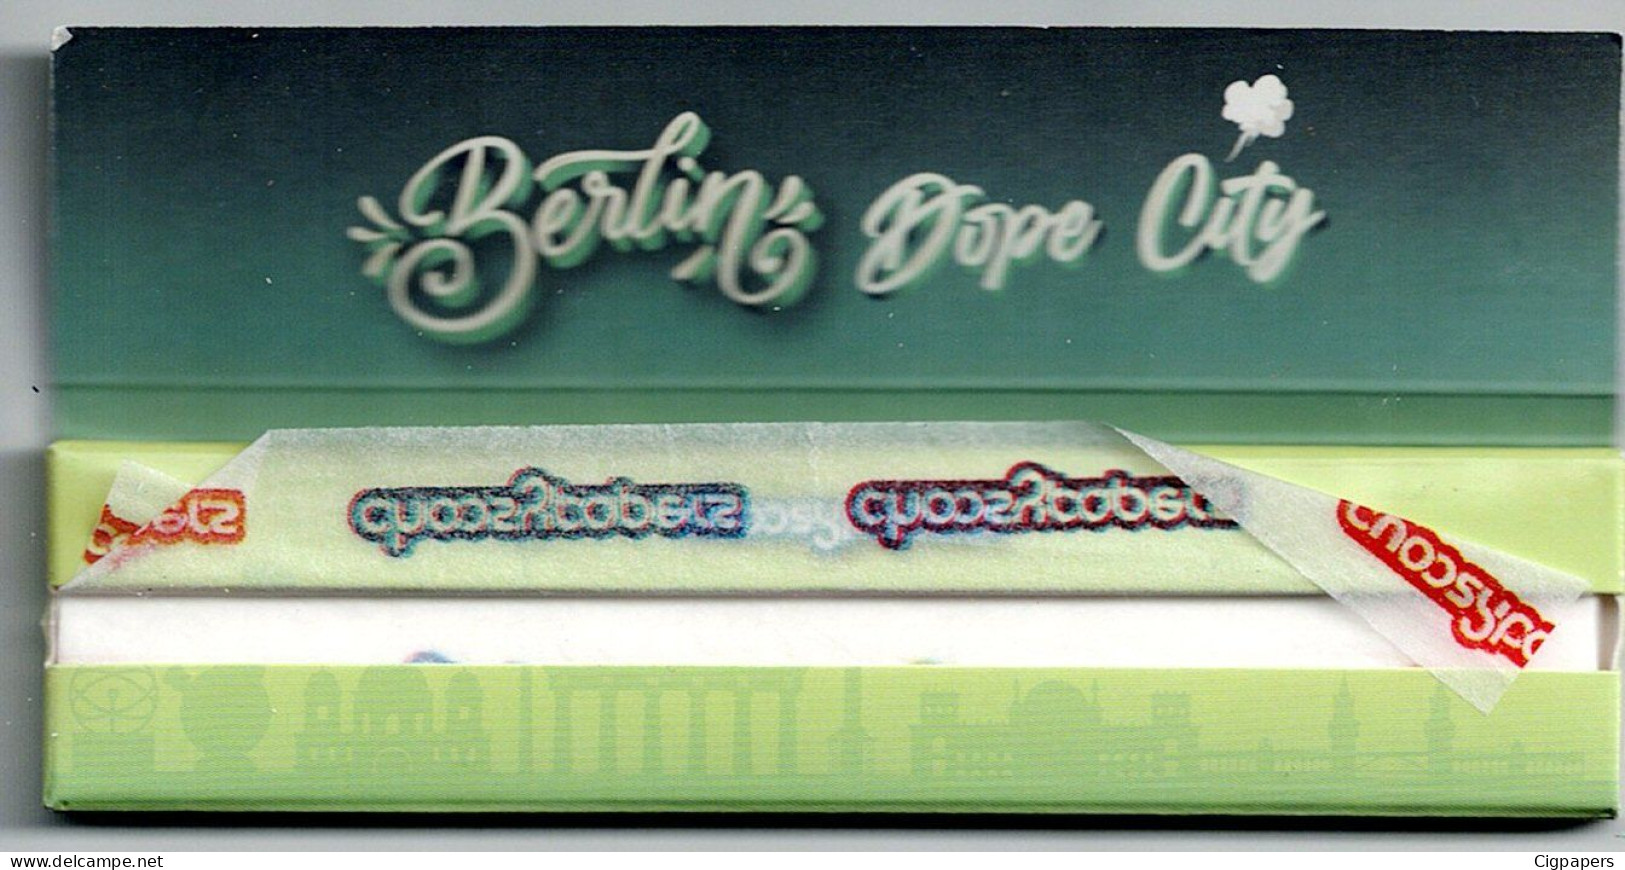 Berlin Dope City
choosypapers choosypapers
choosypa
www.delcampe.net
Cigpapers